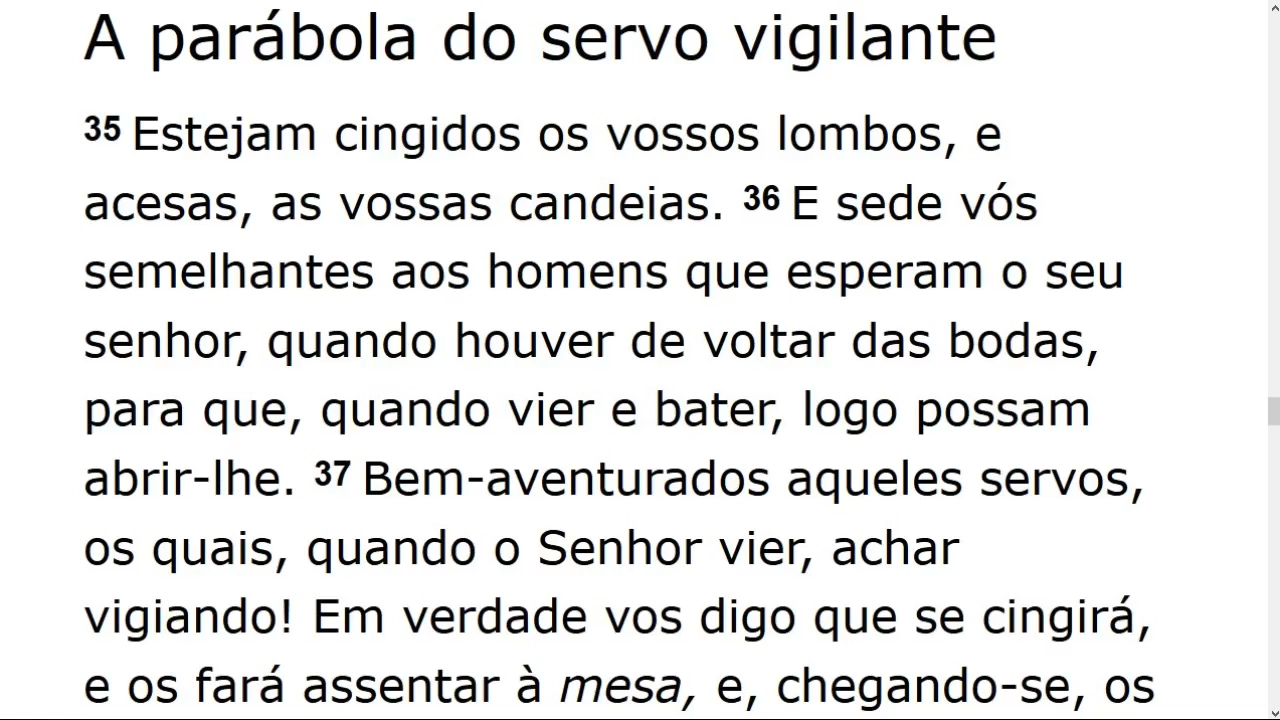 A parábola do servo vigilante
35 Estejam cingidos os vossos lombos, e
acesas, as vossas candeias. 36 E sede vós
semelhantes aos homens que esperam o seu
senhor, quando houver de voltar das bodas,
para que, quando vier e bater, logo possam
abrir-lhe. 37 Bem-aventurados aqueles servos,
os quais, quando o Senhor vier, achar
vigiando! Em verdade vos digo que se cingirá,
e os fará assentar à mesa, e, chegando-se, os